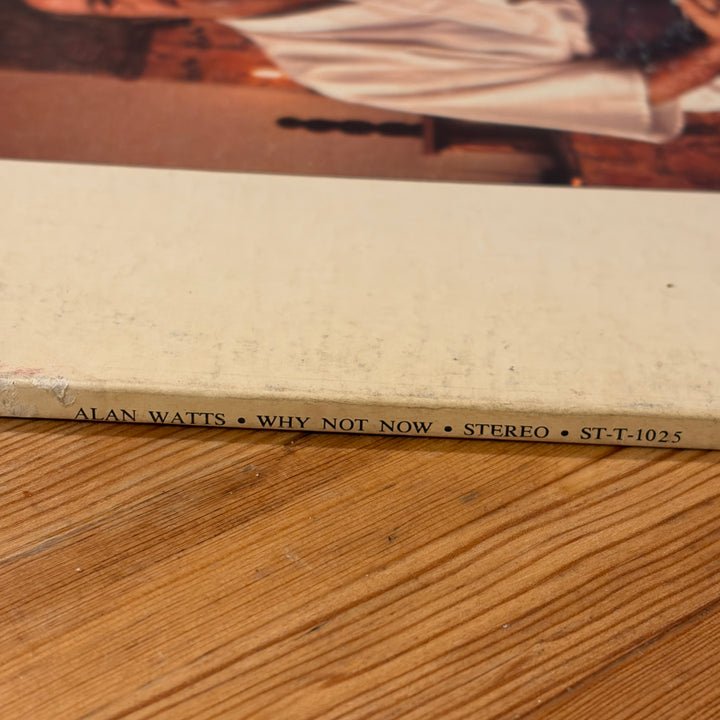 ALAN WATTS • WHY NOT NOW • STEREO • ST-T-1025